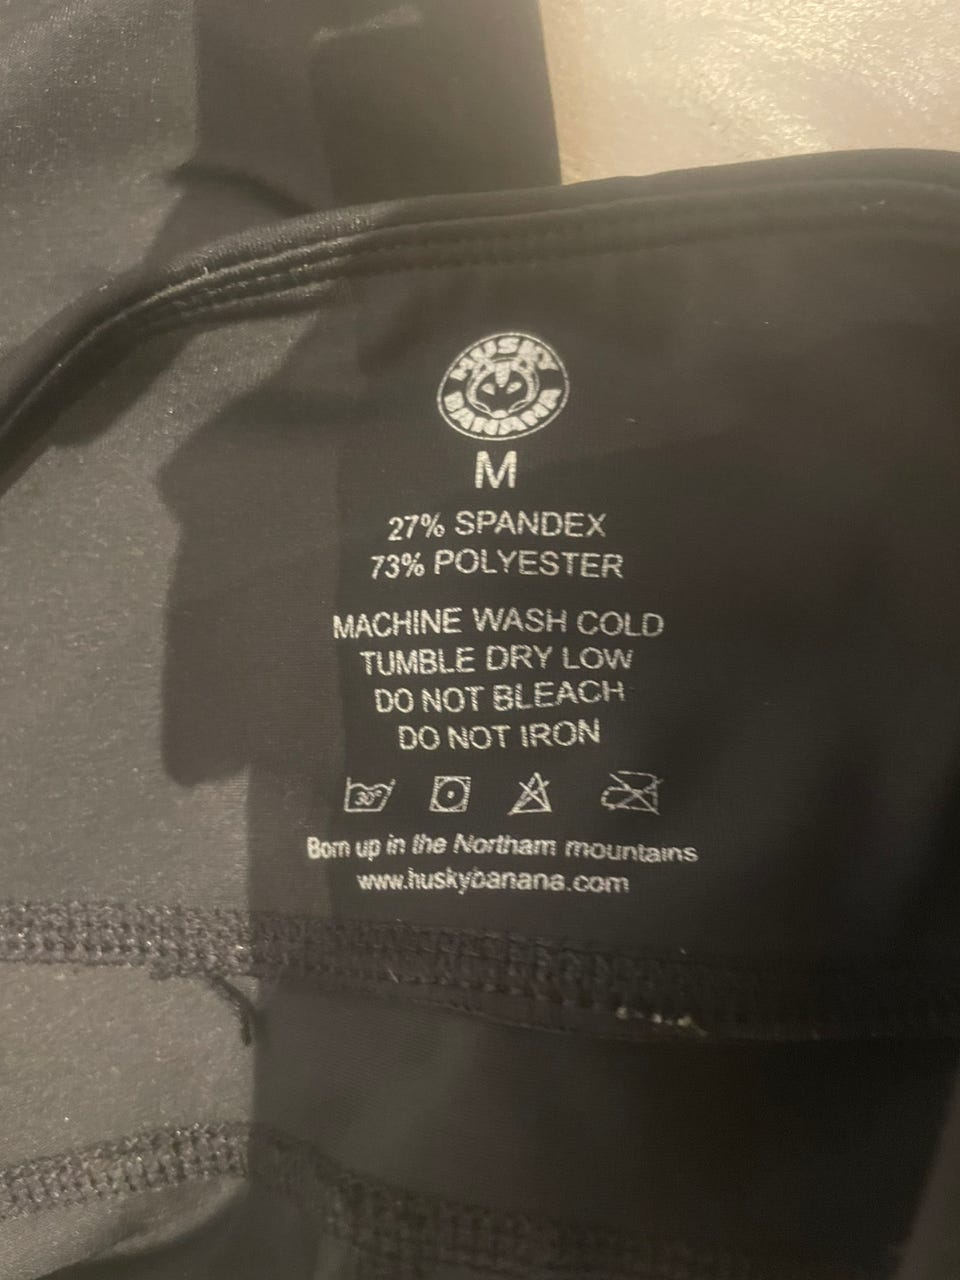 HUSKY
BANANA
M
27% SPANDEX
73% POLYESTER
MACHINE WASH COLD
TUMBLE DRY LOW
DO NOT BLEACH
DO NOT IRON
30°
Born up in the Northarn mountains
www.huskybanana.com